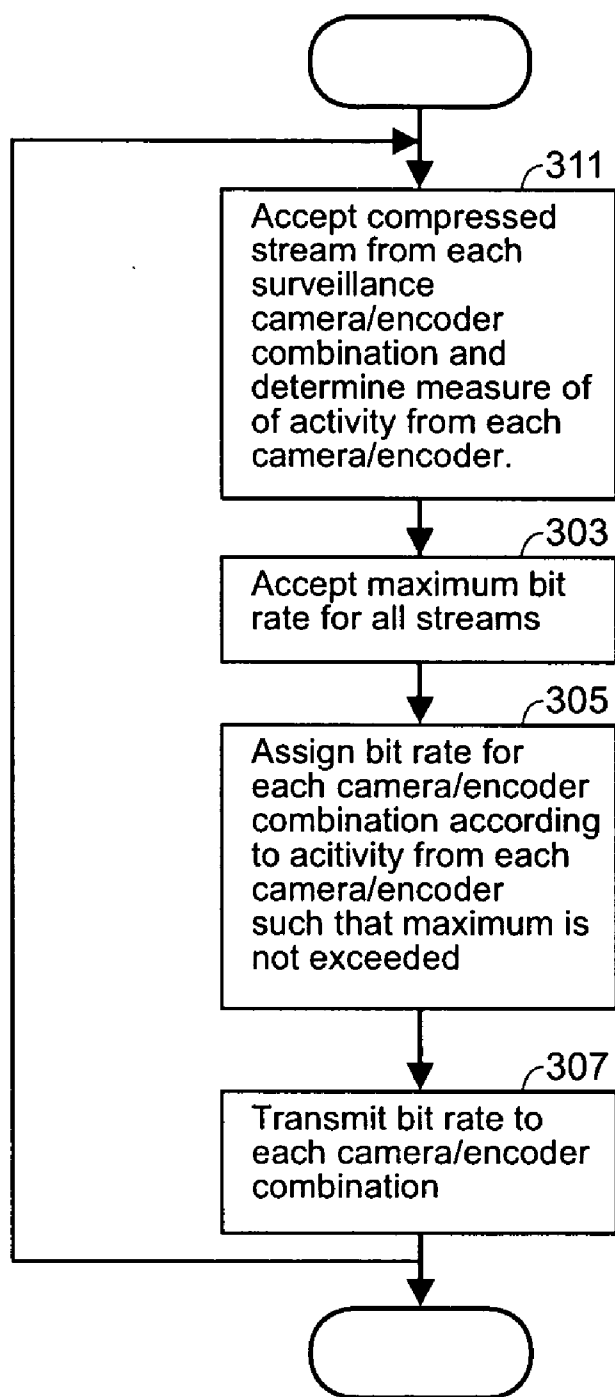 311
Accept compressed
stream from each
surveillance
camera/encoder
combination and
determine measure of
of activity from each
camera/encoder.
303
Accept maximum bit
rate for all streams
305
Assign bit rate for
each camera/encoder
combination according
to acitivity from each
camera/encoder
such that maximum is
not exceeded
307
Transmit bit rate to
each camera/encoder
combination